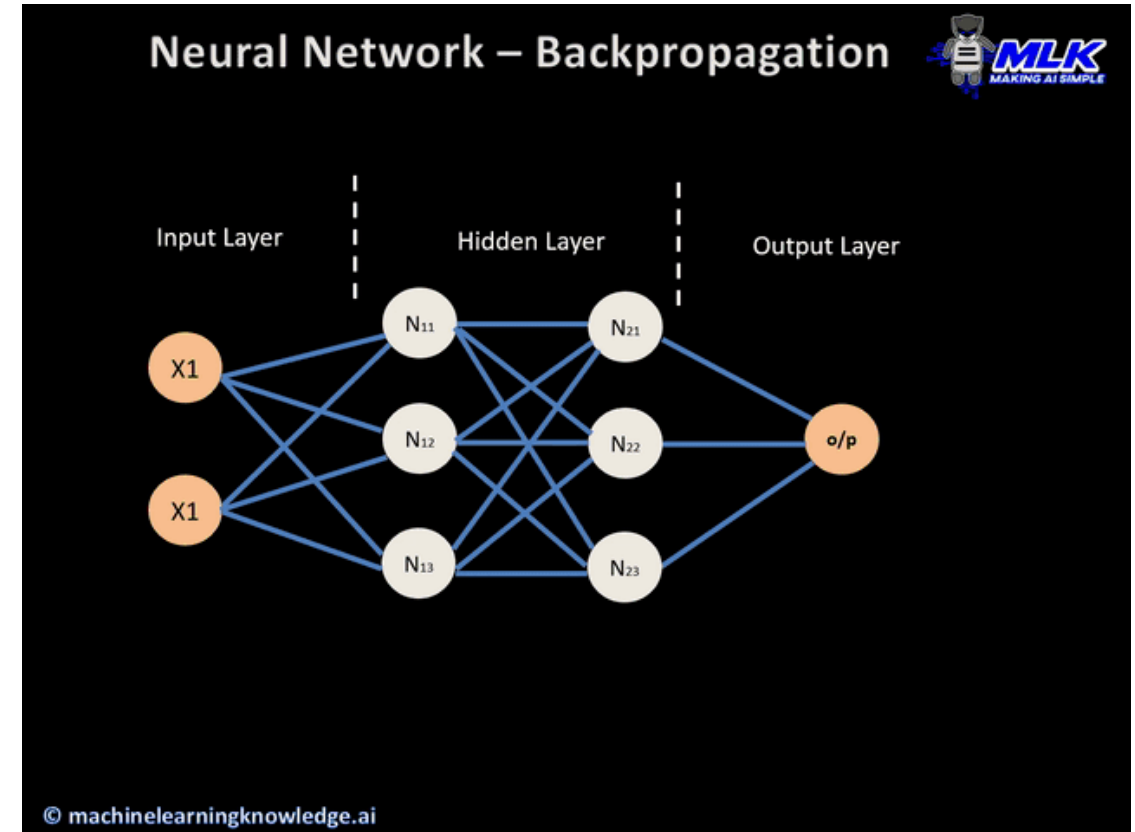 Neural Network – Backpropagation
MLK
MAKING AI SIMPLE
Input Layer
Hidden Layer
Output Layer
N₁₁
N₂₁
X1
N₁₂
N₂₂
o/p
X1
N₁₃
N₂₃
© machinelearningknowledge.ai